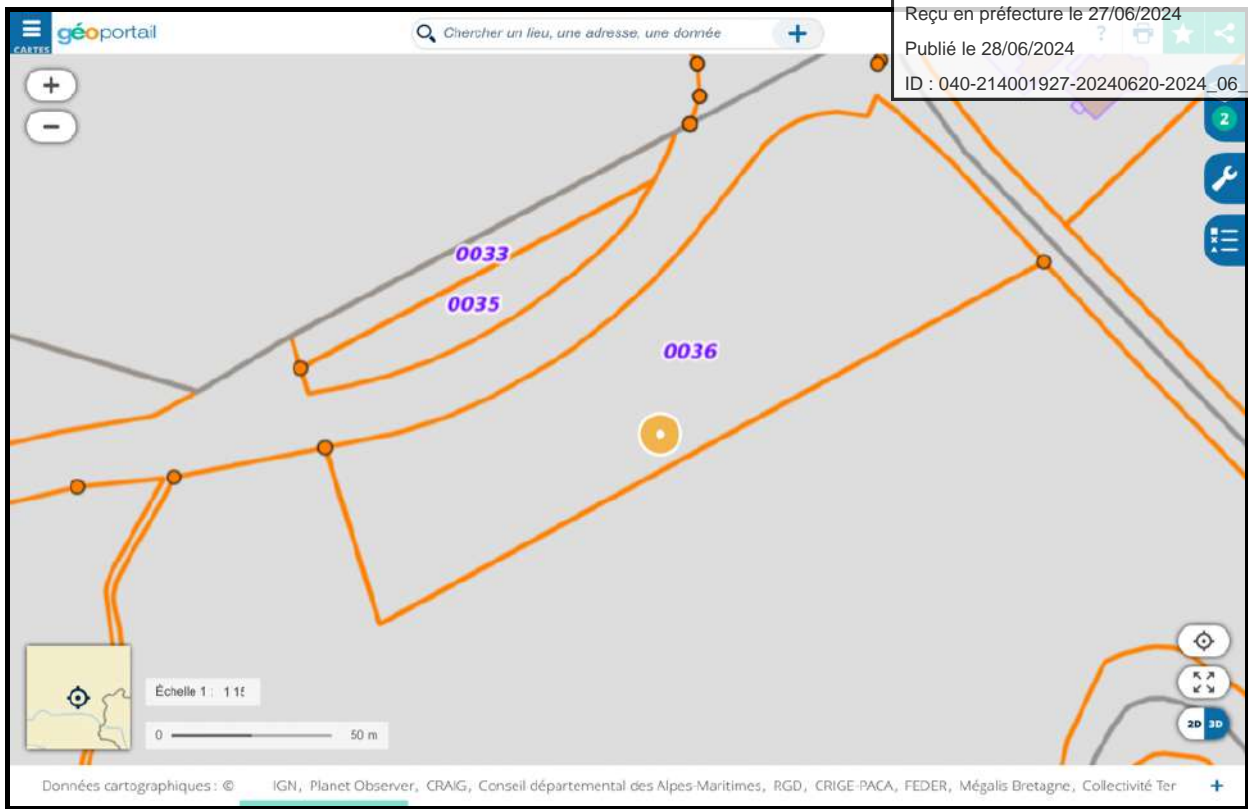 Reçu en préfecture le 27/06/2024
Publié le 28/06/2024
ID : 040-214001927-20240620-2024_06_
CARTES
géoportail
Chercher un lieu, une adresse, une donnée
+
?
+
−
2
0033
0035
0036
Échelle 1 : 1 15
0 50 m
2D 3D
Données cartographiques : © IGN, Planet Observer, CRAIG, Conseil départemental des Alpes-Maritimes, RGD, CRIGE-PACA, FEDER, Mégalis Bretagne, Collectivité Ter +